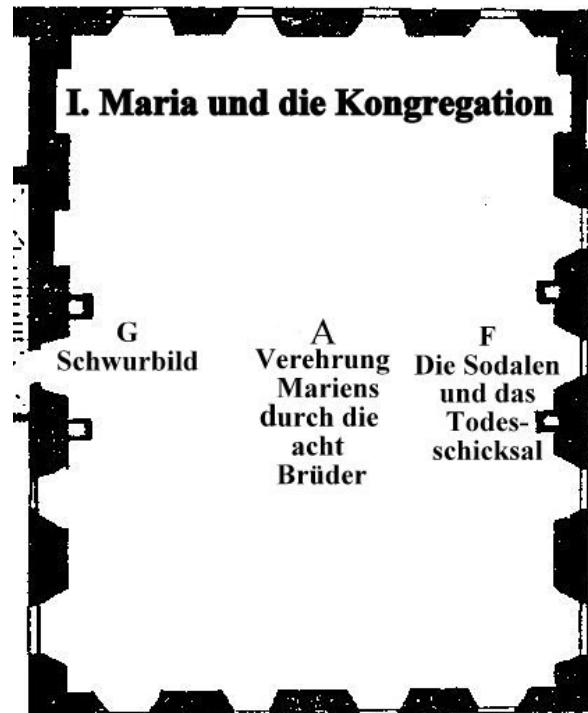 I. Maria und die Kongregation
G
Schwurbild
A
Verehrung
Mariens
durch die
acht
Brüder
F
Die Sodalen
und das
Todes-
schicksal